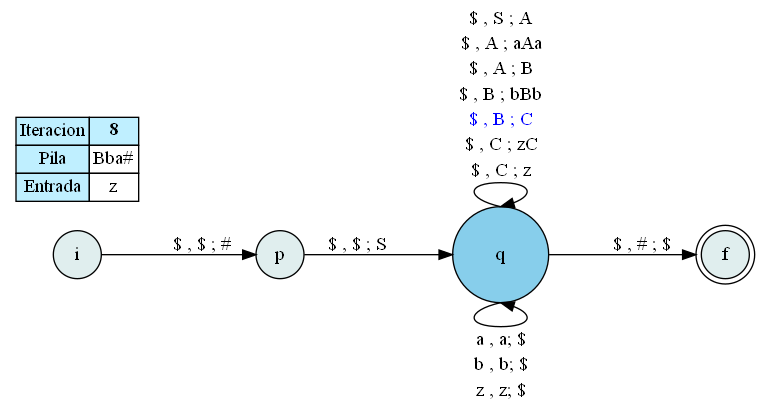 $ , S ; A
$ , A ; aAa
$ , A ; B
$ , B ; bBb
$ , B ; C
$ , C ; zC
$ , C ; z
Iteracion 8
Pila Bba#
Entrada z
i $ , $ ; # p $ , $ ; S q $ , # ; $ f
a , a; $
b , b; $
z , z; $